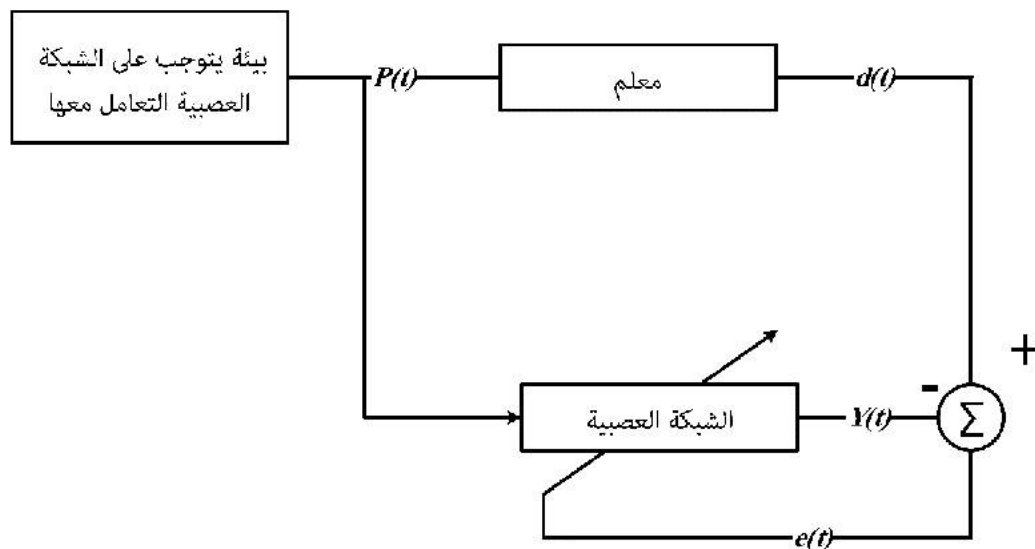 بيئة يتوجب على الشبكة
العصبية التعامل معها
P(t)
معلم
d(t)
+
-
الشبكة العصبية
Y(t)
Σ
e(t)